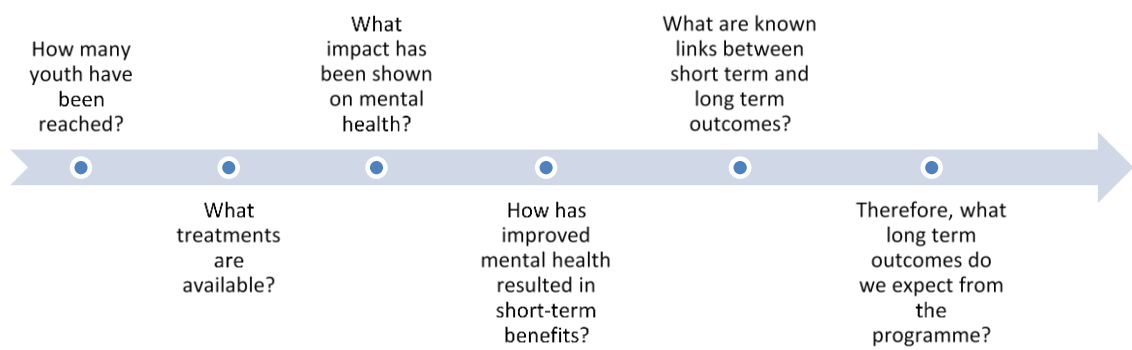 How many
youth have
been
reached?
What
treatments
are
available?
What
impact has
been shown
on mental
health?
How has
improved
mental health
resulted in
short-term
benefits?
What are known
links between
short term and
long term
outcomes?
Therefore, what
long term
outcomes do
we expect from
the
programme?